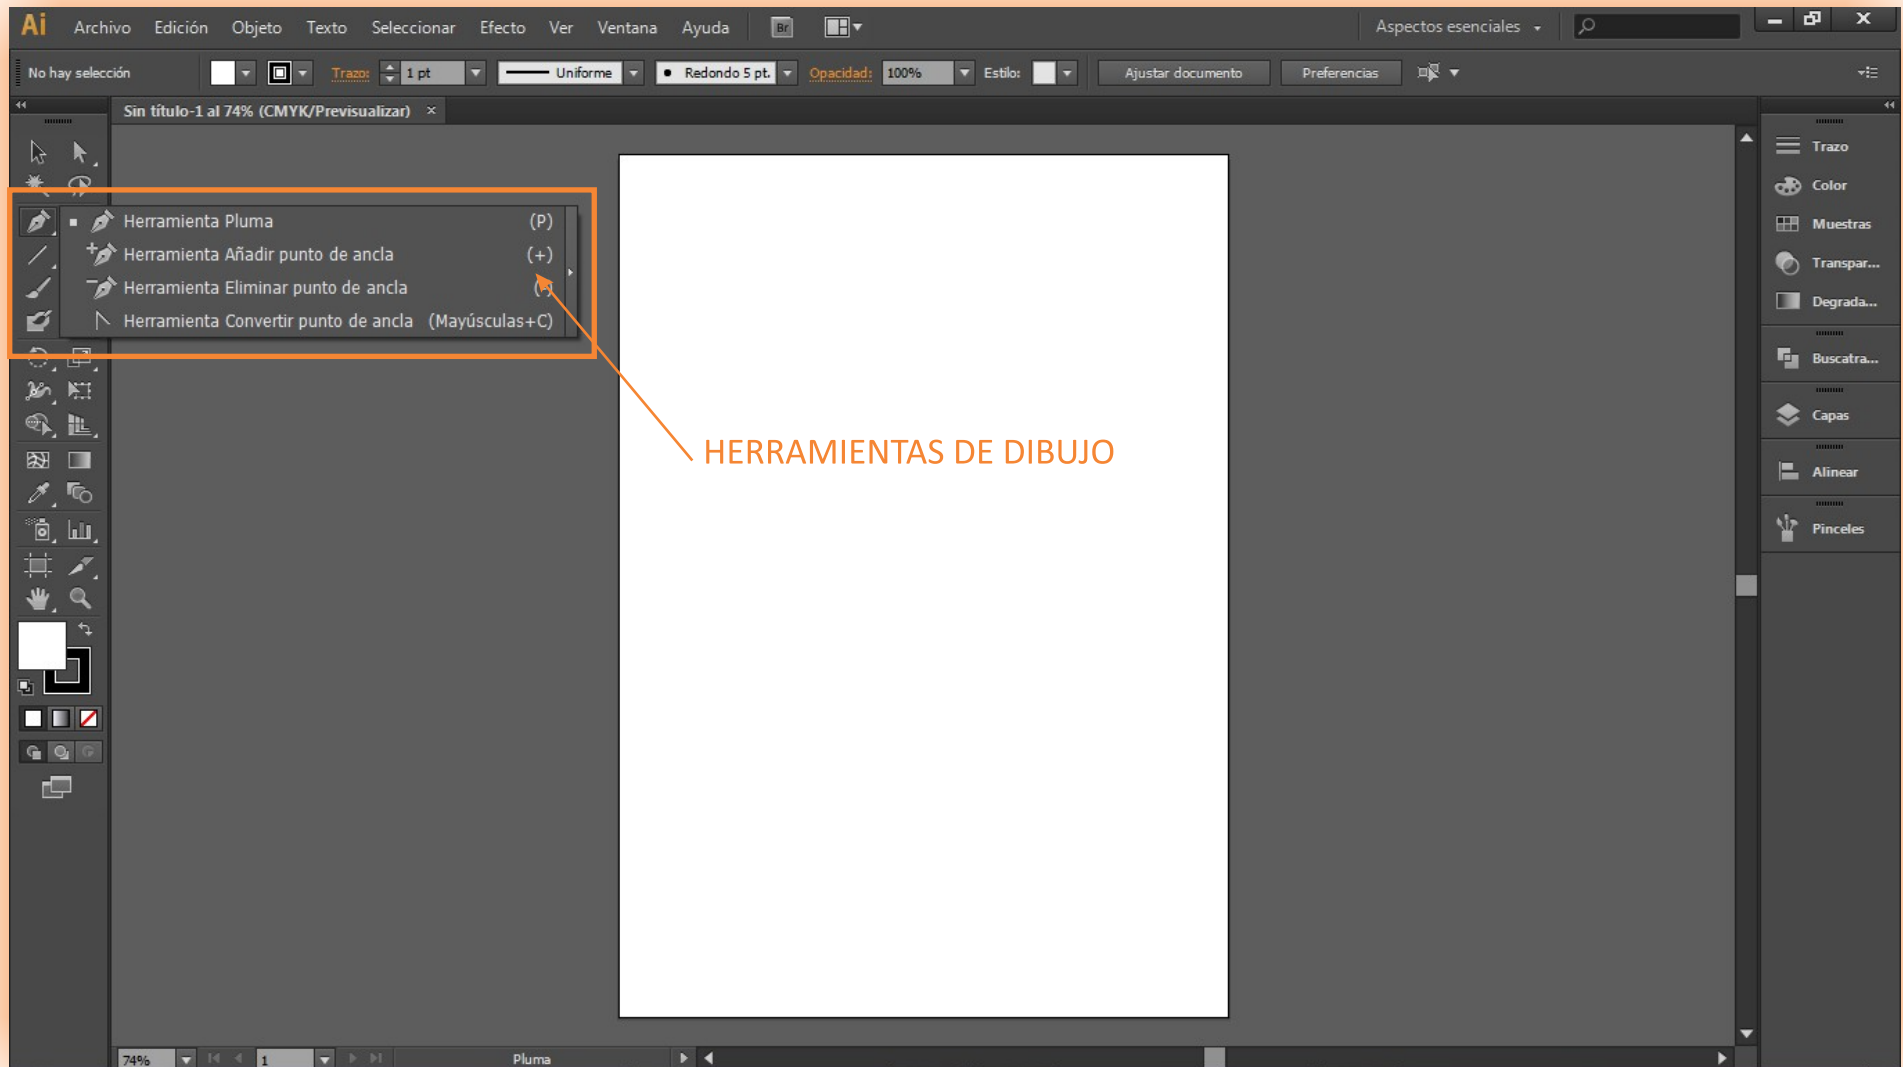 Ai Archivo Edición Objeto Texto Seleccionar Efecto Ver Ventana Ayuda Br Aspectos esenciales
No hay selección Trazo: 1 pt Uniforme Redondo 5 pt. Opacidad: 100% Estilo: Ajustar documento Preferencias
Sin título-1 al 74% (CMYK/Previsualizar) ×
Herramienta Pluma (P)
Herramienta Añadir punto de ancla (+)
Herramienta Eliminar punto de ancla
Herramienta Convertir punto de ancla (Mayúsculas+C)
HERRAMIENTAS DE DIBUJO
Trazo
Color
Muestras
Transpar...
Degrada...
Buscatra...
Capas
Alinear
Pinceles
74% 1 Pluma